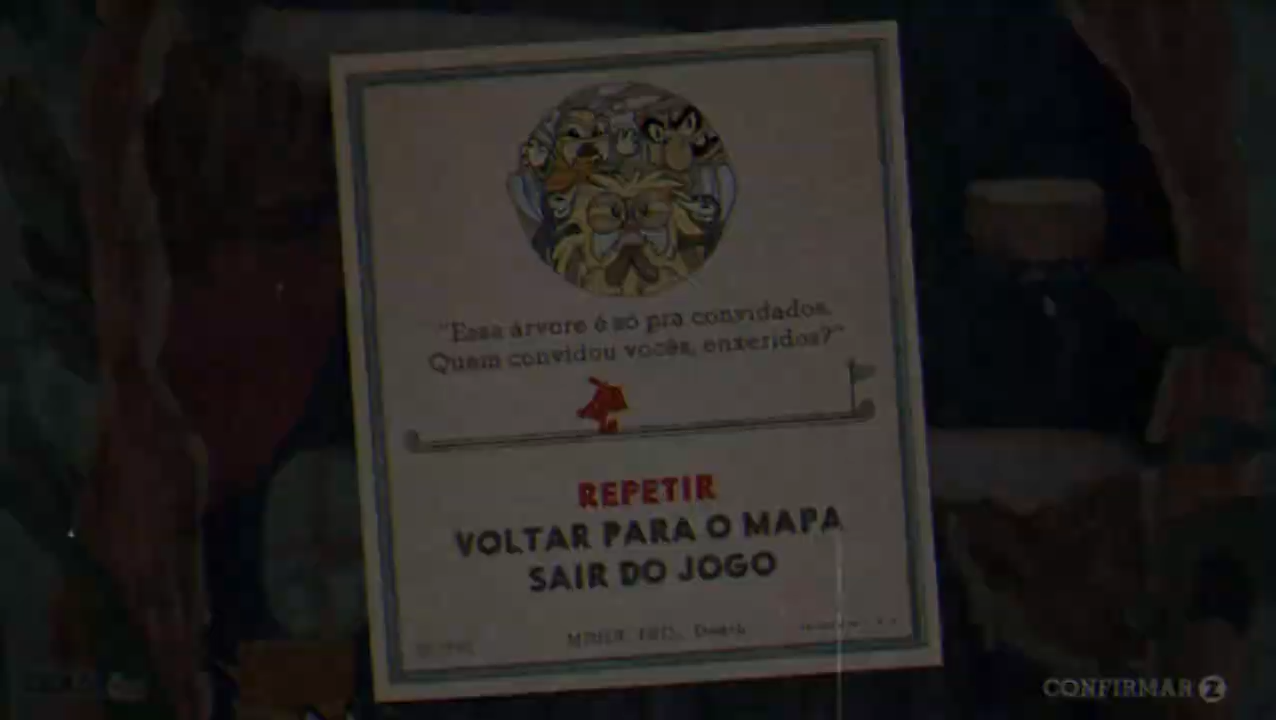 "Essa árvore é só pra convidados.
Quem convidou vocês, enxeridos?"
REPETIR
VOLTAR PARA O MAPA
SAIR DO JOGO
CONFIRMAR Z